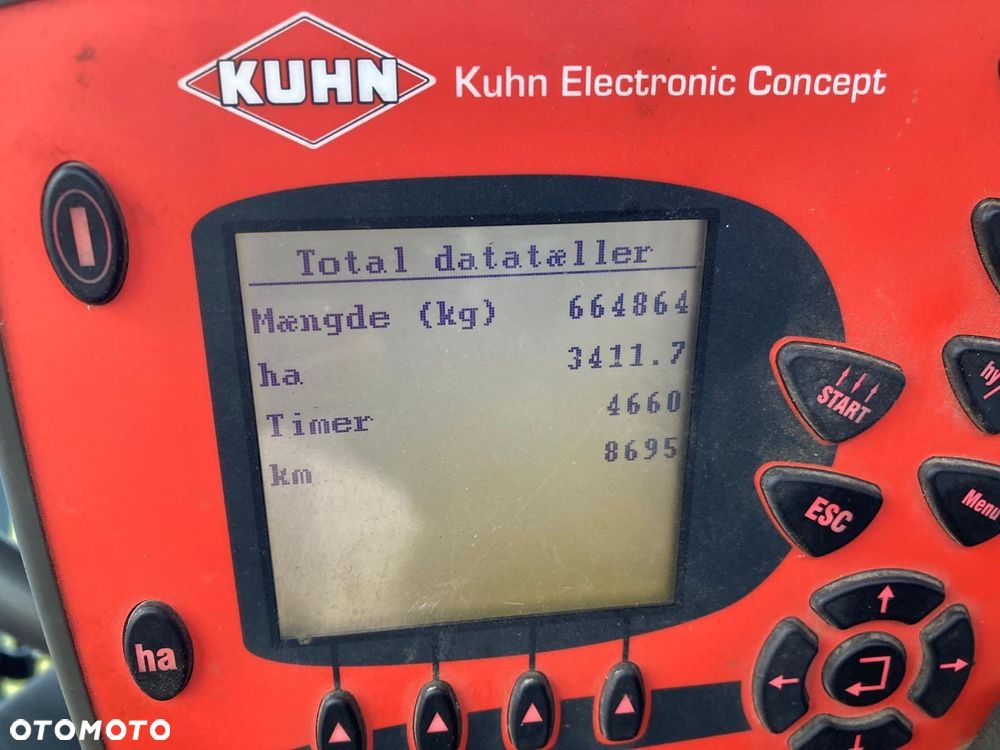 KUHN Kuhn Electronic Concept
Total datatæller
Mængde (kg) 664864
ha 3411.7
Timer 4660
km 8695
START
hy/
ESC
Menu
ha
OTOMOTO